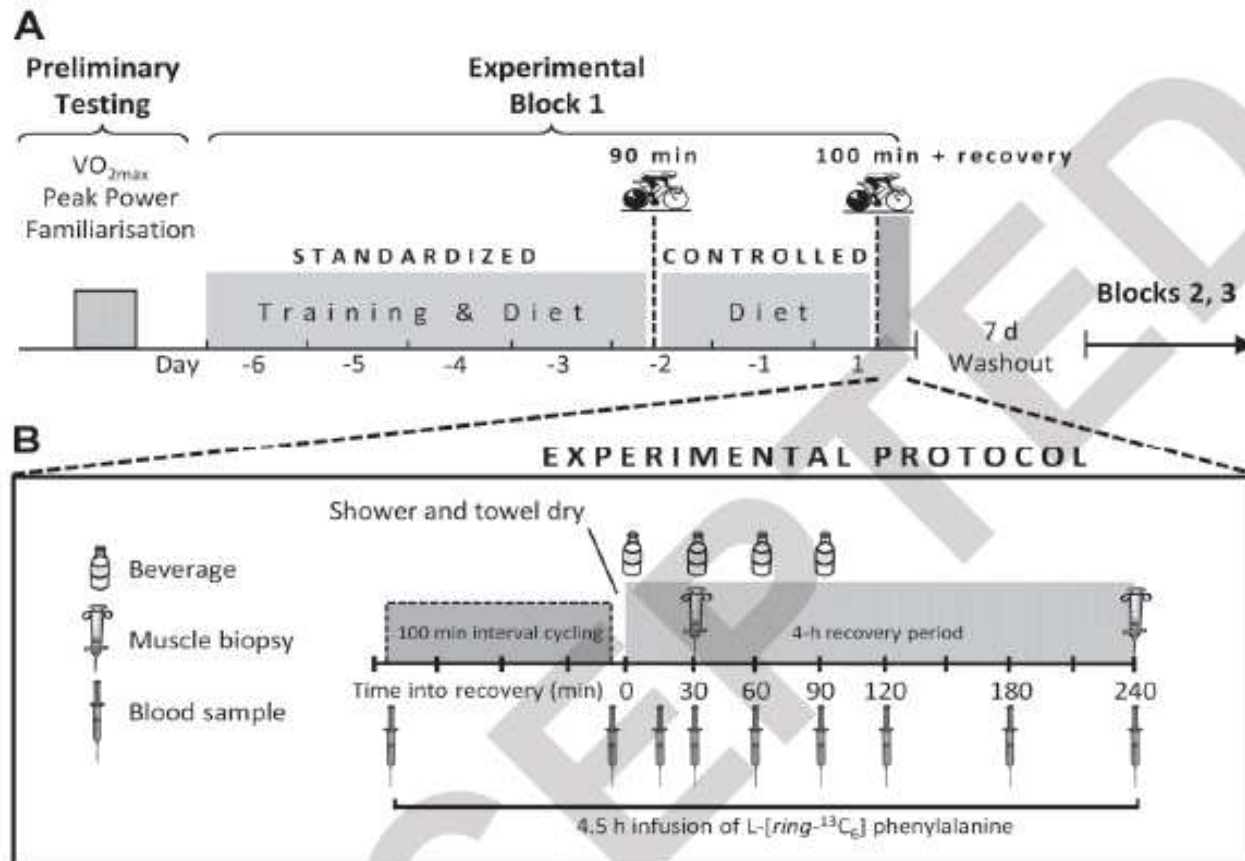 A
Preliminary Testing
Experimental Block 1
VO2max
Peak Power
Familiarisation
90 min
100 min + recovery
STANDARDIZED
CONTROLLED
Training & Diet
Diet
Blocks 2, 3
7 d
Washout
Day -6 -5 -4 -3 -2 -1 1
B
EXPERIMENTAL PROTOCOL
Shower and towel dry
Beverage
Muscle biopsy
Blood sample
100 min interval cycling
4-h recovery period
Time into recovery (min) 0 30 60 90 120 180 240
4.5 h infusion of L-[ring-13C6] phenylalanine
CEPTED